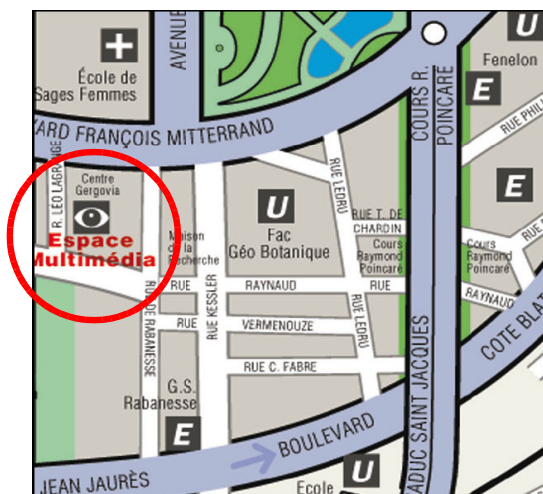 U
AVENUE
École de
Sages Femmes
Fenelon
COURS R.
POINCARÉ
E
ARD FRANÇOIS MITTERRAND
RUE PHILI
R. LÉO LAGRANGE
Centre
Gergovia
RUE LEDRU
U
E
RUE T. DE
CHARDIN
Espace
Multimédia
Maison
de la
Recherche
Fac
Géo Botanique
Cours
Raymond
Poincaré
Cours
Raymond
Poincaré
RUE RAYNAUD RUE
RAYNAUD
RUE DE RABANESSE
RUE KESSLER
RUE VERMENOUZE
RUE LEDRU
COTE BLAT
RUE C. FABRE
G.S.
Rabanesse
E
ADUC SAINT JACQUES
BOULEVARD
JEAN JAURÈS
École
U